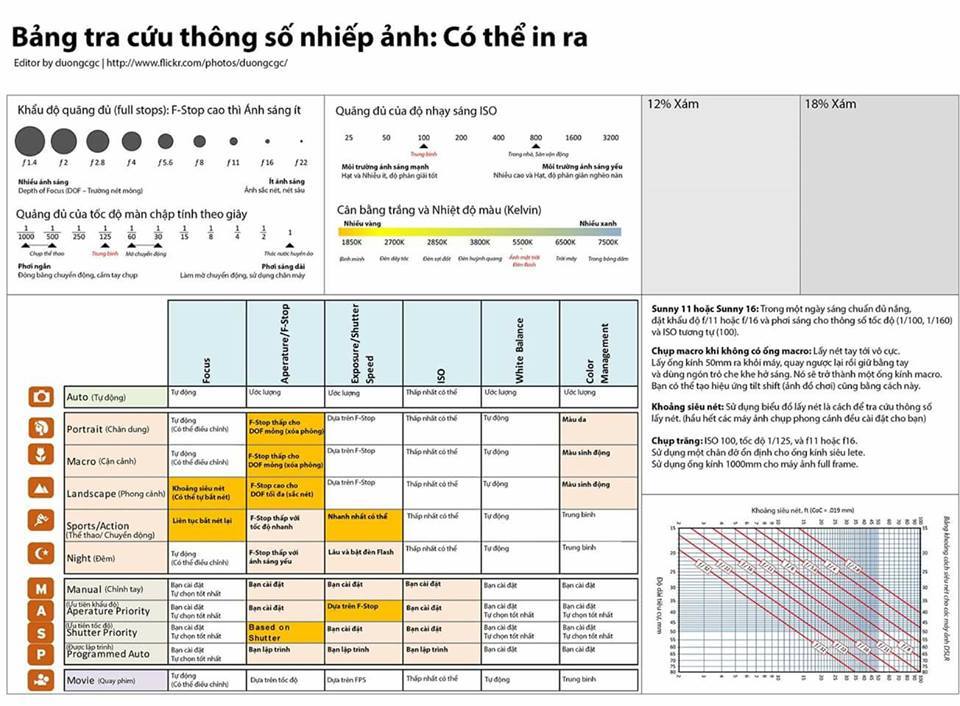 Bảng tra cứu thông số nhiếp ảnh: Có thể in ra
Editor by duongcgc | http://www.flickr.com/photos/duongcgc/
Khẩu độ quãng đủ (full stops): F-Stop cao thì Ánh sáng ít
ƒ1.4 ƒ2 ƒ2.8 ƒ4 ƒ5.6 ƒ8 ƒ11 ƒ16 ƒ22
Nhiều ánh sáng Ít ánh sáng
Depth of Focus (DOF – Trường nét mỏng) Ảnh sắc nét, nét sâu
Quãng đủ của tốc độ màn chập tính theo giây
1/1000 1/500 1/250 1/125 1/60 1/30 1/15 1/8 1/4 1/2 1
Chụp thể thao Trung bình Mờ chuyển động Thác nước huyền ảo
Phơi ngắn Phơi sáng dài
Đóng băng chuyển động, cầm tay chụp Làm mờ chuyển động, sử dụng chân máy
Quãng đủ của độ nhạy sáng ISO
25 50 100 200 400 800 1600 3200
Trung bình Trong nhà, Sân vận động
Môi trường ánh sáng mạnh Môi trường ánh sáng yếu
Hạt và Nhiễu ít, độ phân giải tốt Nhiễu cao và Hạt, độ phân giản nghèo nàn
Cân bằng trắng và Nhiệt độ màu (Kelvin)
Nhiều vàng Nhiều xanh
1850K 2700K 2850K 3800K 5500K 6500K 7500K
Bình minh Đèn dây tóc Đèn sợi đốt Đèn huỳnh quang Ánh mặt trời Trời mây Trong bóng dâm
Đèn flash
12% Xám
18% Xám
Focus Aperature/F-Stop Exposure/Shutter Speed ISO White Balance Color Management
Auto (Tự động) Tự động Ước lượng Ước lượng Thấp nhất có thể Ước lượng Ước lượng
Portrait (Chân dung) Tự động (Có thể điều chỉnh) F-Stop thấp cho DOF mỏng (xóa phông) Dựa trên F-Stop Thấp nhất có thể Tự động Màu da
Macro (Cận cảnh) Tự động (Có thể điều chỉnh) F-Stop thấp cho DOF mỏng (xóa phông) Dựa trên F-Stop Thấp nhất có thể Tự động Màu sinh động
Landscape (Phong cảnh) Khoảng siêu nét (Có thể tự bắt nét) F-Stop cao cho DOF tối đa (sắc nét) Dựa trên F-Stop Thấp nhất có thể Tự động Màu sinh động
Sports/Action (Thể thao/ Chuyển động) Liên tục bắt nét lại F-Stop thấp với tốc độ nhanh Nhanh nhất có thể Thấp nhất có thể Tự động Trung bình
Night (Đêm) Tự động (Có thể điều chỉnh) F-Stop thấp với ánh sáng yếu Lâu và bật đèn Flash Thấp nhất có thể Tự động Trung bình
M Manual (Chỉnh tay) Bạn cài đặt Tự chọn tốt nhất Bạn cài đặt Bạn cài đặt Bạn cài đặt Bạn cài đặt Bạn cài đặt
A (Ưu tiên khẩu độ) Aperature Priority Bạn cài đặt Tự chọn tốt nhất Bạn cài đặt Dựa trên F-Stop Bạn cài đặt Bạn cài đặt Tự chọn tốt nhất Bạn cài đặt Tự chọn tốt nhất
S (Ưu tiên tốc độ) Shutter Priority Bạn cài đặt Tự chọn tốt nhất Based on Shutter Bạn cài đặt Bạn cài đặt Bạn cài đặt Tự chọn tốt nhất Bạn cài đặt Tự chọn tốt nhất
P (Được lập trình) Programmed Auto Bạn cài đặt Tự chọn tốt nhất Bạn lập trình Bạn lập trình Bạn lập trình Bạn cài đặt Tự chọn tốt nhất Bạn cài đặt Tự chọn tốt nhất
Movie (Quay phim) Tự động (Có thể điều chỉnh) Dựa trên tốc độ Dựa trên FPS Thấp nhất có thể Tự động Trung bình
Sunny 11 hoặc Sunny 16: Trong một ngày sáng chuẩn đủ nắng,
đặt khẩu độ f/11 hoặc f/16 và phơi sáng cho thông số tốc độ (1/100, 1/160)
và ISO tương tự (100).
Chụp macro khi không có ống macro: Lấy nét tay tới vô cực.
Lấy ống kính 50mm ra khỏi máy, quay ngược lại rồi giữ bằng tay
và dùng ngón trỏ che khe hở sáng. Nó sẽ trở thành một ống kính macro.
Bạn có thể tạo hiệu ứng tilt shift (ảnh đồ chơi) cũng bằng cách này.
Khoảng siêu nét: Sử dụng biểu đồ lấy nét là cách để tra cứu thông số
lấy nét. (hầu hết các máy ảnh chụp phong cảnh đều cài đặt cho bạn)
Chụp trăng: ISO 100, tốc độ 1/125, và f11 hoặc f16.
Sử dụng một chân đỡ ổn định cho ống kính siêu lete.
Sử dụng ống kính 1000mm cho máy ảnh full frame.
Khoảng siêu nét, ft (CoC = .019 mm)
Độ dài tiêu cự, mm
Bảng khoảng cách siêu nét cho các máy ảnh DSLR